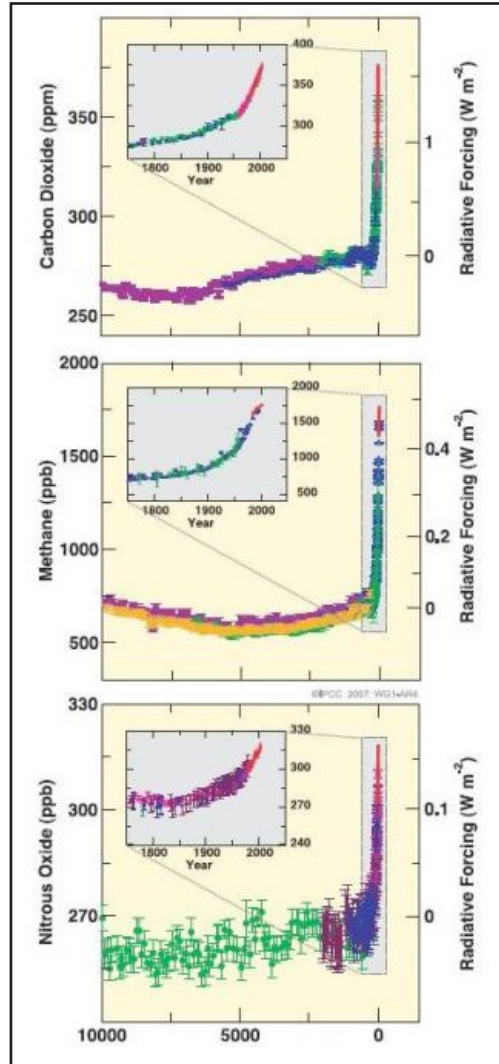 Carbon Dioxide (ppm)
350
300
250
400
350
300
1800 1900 2000
Year
1
0
Radiative Forcing (W m⁻²)
Methane (ppb)
2000
1500
1000
500
2000
1500
1000
500
1800 1900 2000
Year
0.4
0.2
0
Radiative Forcing (W m⁻²)
©IPCC 2007: WG1-AR4
Nitrous Oxide (ppb)
330
300
270
330
300
270
240
1800 1900 2000
Year
0.1
0
Radiative Forcing (W m⁻²)
10000 5000 0